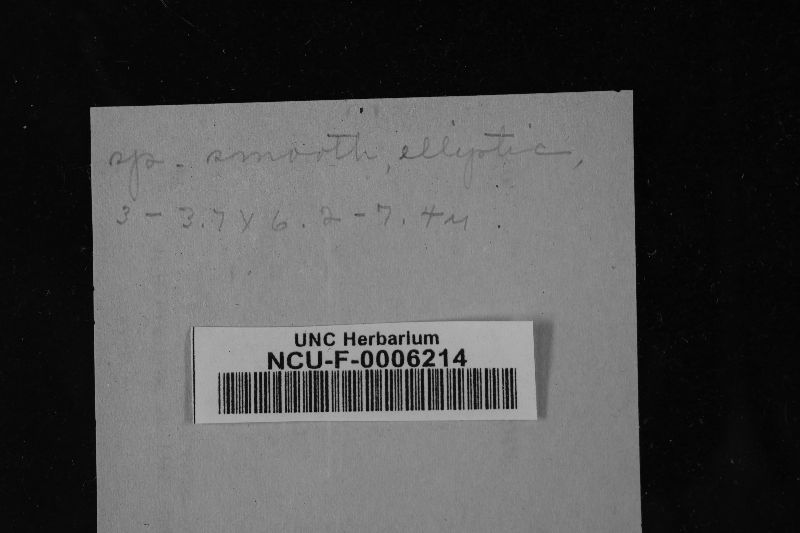 sp. smooth, elliptic,
3 - 3.7 X 6.2 - 7.4 μ.
UNC Herbarium
NCU-F-0006214